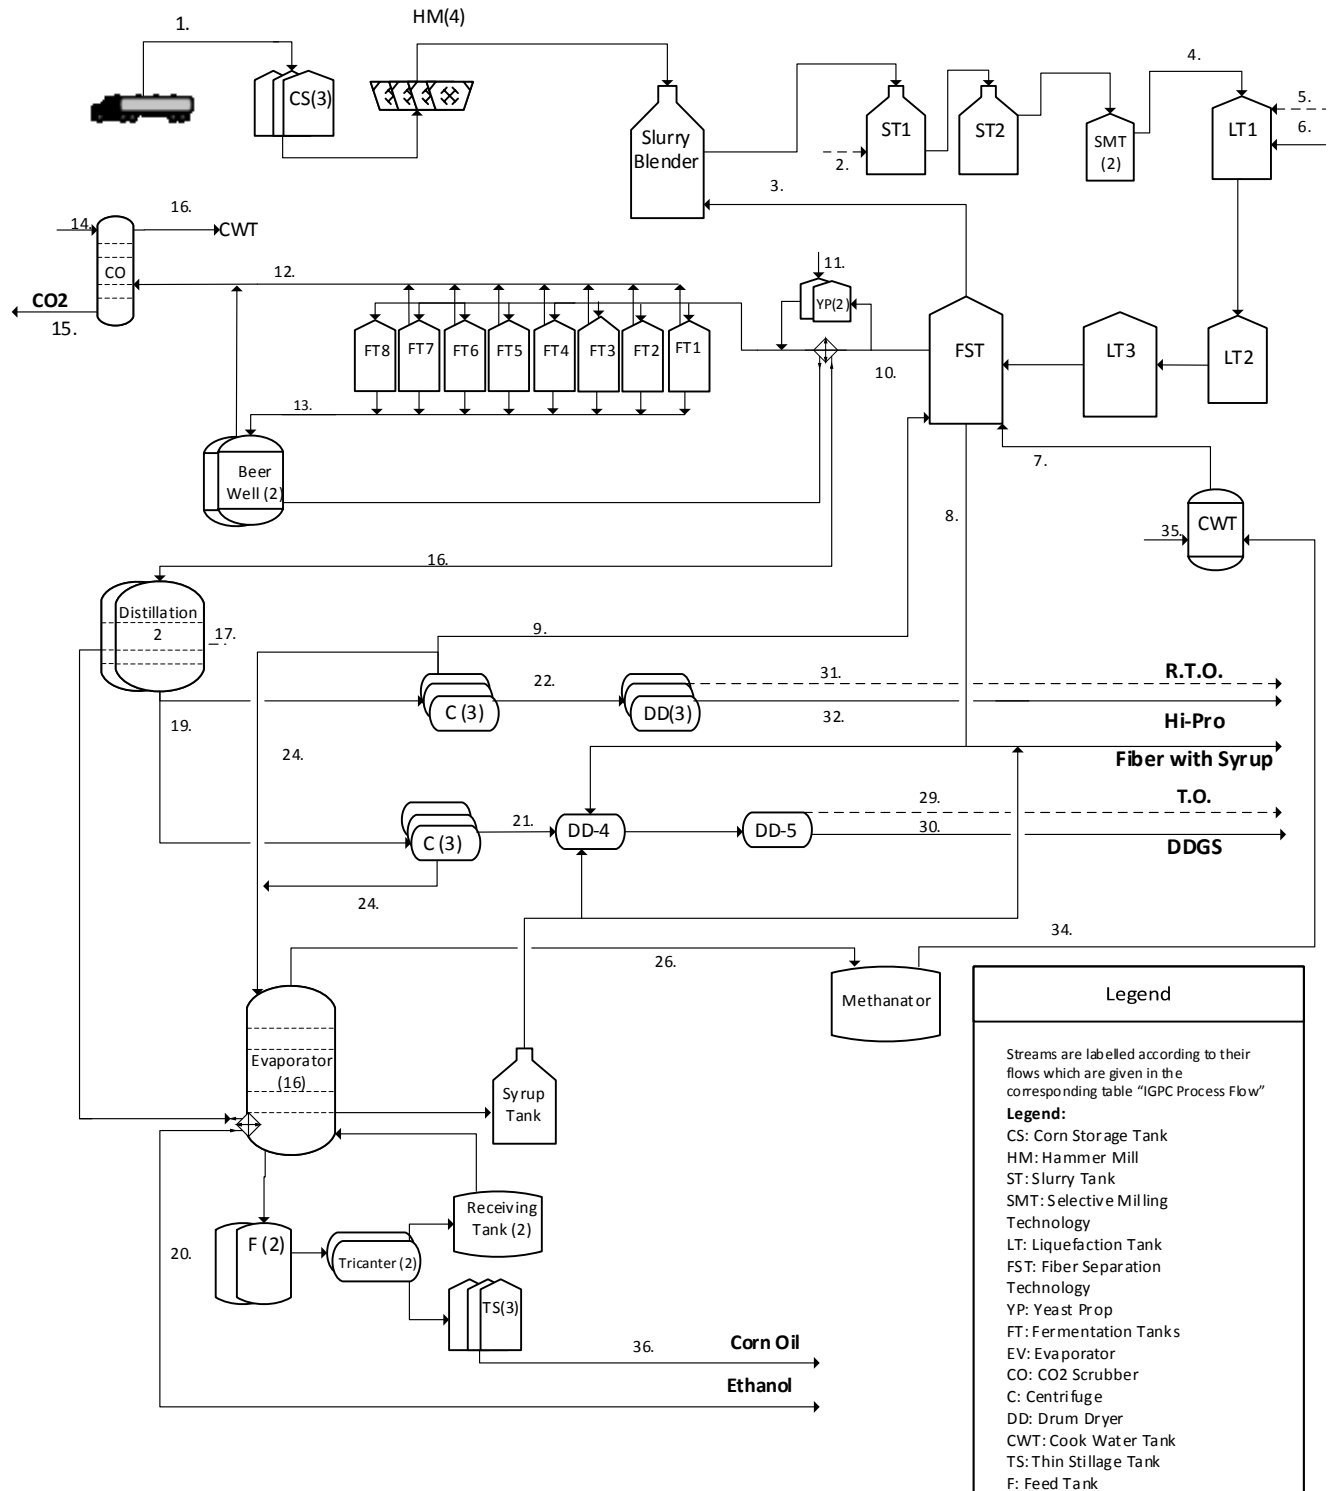 1.
HM(4)
CS(3)
4.
5.
6.
ST1
ST2
SMT
(2)
LT1
Slurry
Blender
2.
3.
14.
16.
CWT
CO
12.
11.
YP(2)
CO2
15.
FT8
FT7
FT6
FT5
FT4
FT3
FT2
FT1
10.
FST
LT3
LT2
13.
Beer
Well (2)
7.
8.
CWT
35.
16.
Distillation
2
17.
9.
22.
31.
R.T.O.
C (3)
DD(3)
32.
Hi-Pro
19.
24.
Fiber with Syrup
29.
T.O.
21.
DD-4
DD-5
30.
C (3)
DDGS
24.
34.
26.
Methanator
Evaporator
(16)
Syrup
Tank
Receiving
Tank (2)
20.
F (2)
Tricanter (2)
TS(3)
36.
Corn Oil
Ethanol
Legend
Streams are labelled according to their
flows which are given in the
corresponding table “IGPC Process Flow”
Legend:
CS: Corn Storage Tank
HM: Hammer Mill
ST: Slurry Tank
SMT: Selective Milling
Technology
LT: Liquefaction Tank
FST: Fiber Separation
Technology
YP: Yeast Prop
FT: Fermentation Tanks
EV: Evaporator
CO: CO2 Scrubber
C: Centrifuge
DD: Drum Dryer
CWT: Cook Water Tank
TS: Thin Stillage Tank
F: Feed Tank